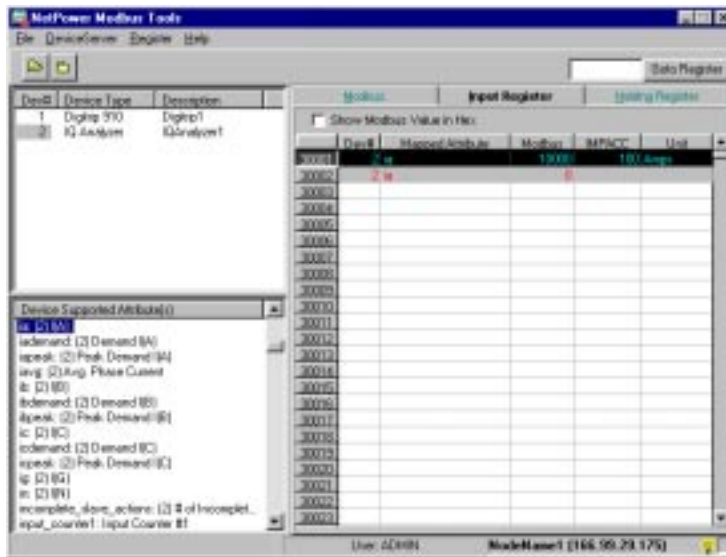 NetPower Modbus Tools
File DeviceServer Register Help
Goto Register
Dev# Device Type Description
1 Digitrip 910 Digitrip1
2 IQ Analyzer IQAnalyzer1
Modbus Input Register Holding Register
Show Modbus Value in Hex
Dev# Mapped Attribute Modbus IMPACC Unit
30001 2 ia 10000 100 Amps
30002 2 ia 0
30003
30004
30005
30006
30007
30008
30009
30010
30011
30012
30013
30014
30015
30016
30017
30018
30019
30020
30021
30022
30023
Device Supported Attribute(s)
ia: (2) I(A)
iademand: (2) Demand I(A)
iapeak: (2) Peak Demand I(A)
iavg: (2) Avg. Phase Current
ib: (2) I(B)
ibdemand: (2) Demand I(B)
ibpeak: (2) Peak Demand I(B)
ic: (2) I(C)
icdemand: (2) Demand I(C)
icpeak: (2) Peak Demand I(C)
ig: (2) I(G)
in: (2) I(N)
incomplete_slave_actions: (2) # of Incomplet..
input_counter1: Input Counter #1
User: ADMIN NodeName1 (166.99.29.175)